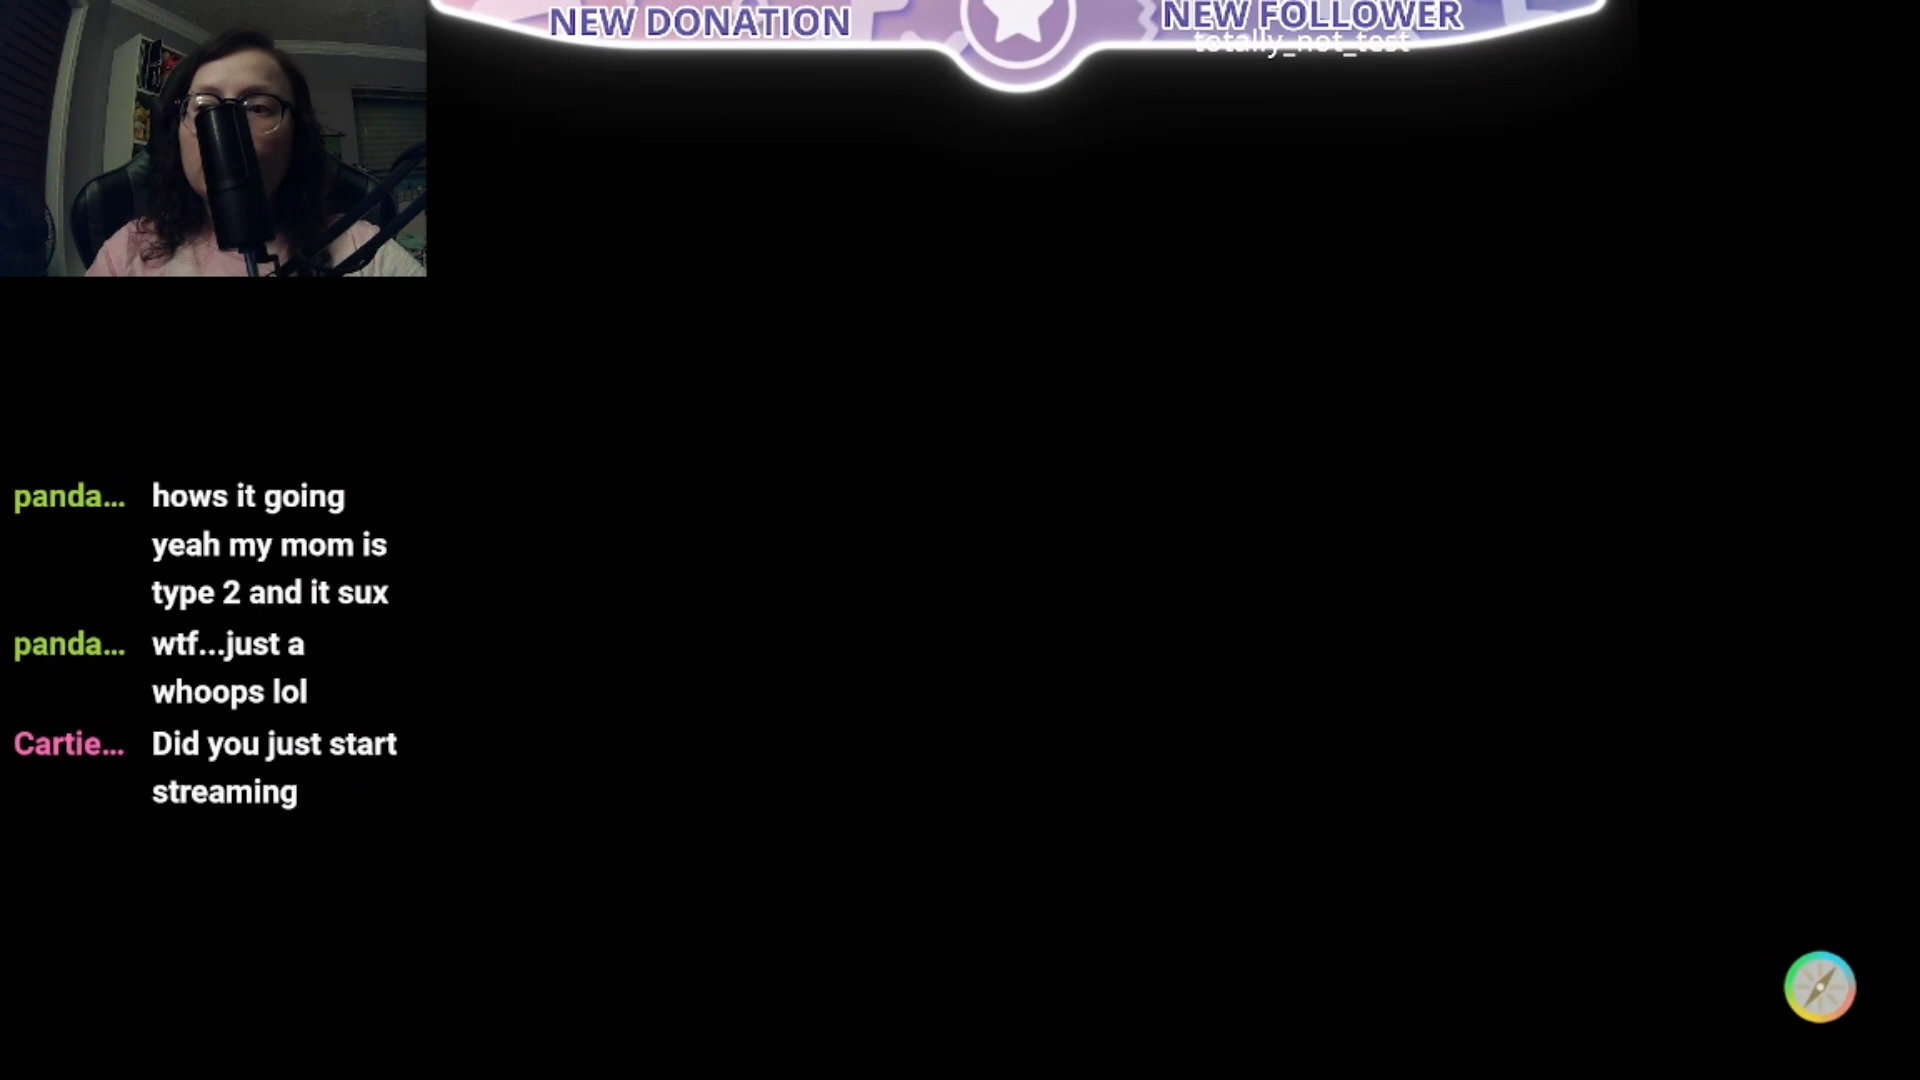 NEW DONATION
NEW FOLLOWER
totally_not_test
panda... hows it going
yeah my mom is
type 2 and it sux
panda... wtf...just a
whoops lol
Cartie... Did you just start
streaming